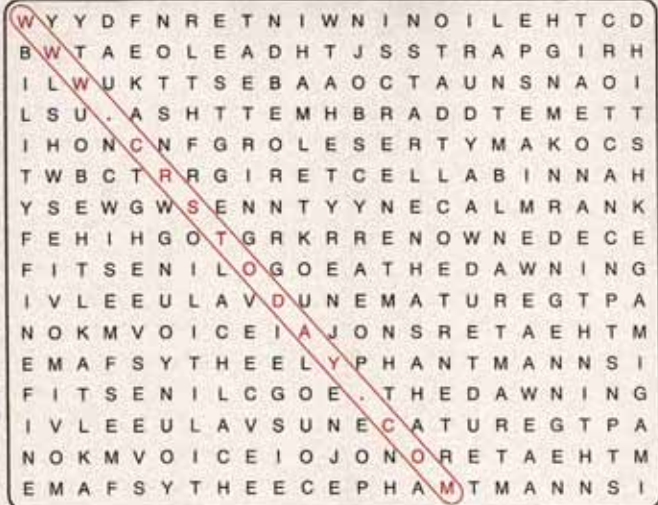 W Y Y D F N R E T N I W N I N O I L E H T C D
B W T A E O L E A D H T J S S T R A P G I R H
I L W U K T T S E B A A O C T A U N S N A O I
L S U . A S H T T E M H B R A D D T E M E T T
I H O N C N F G R O L E S E R T Y M A K O C S
T W B C T R R G I R E T C E L L A B I N N A H
Y S E W G W S E N N T Y Y N E C A L M R A N K
F E H I H G O T G R K R R E N O W N E D E C E
F I T S E N I L O G O E A T H E D A W N I N G
I V L E E U L A V D U N E M A T U R E G T P A
N O K M V O I C E I A J O N S R E T A E H T M
E M A F S Y T H E E L Y P H A N T M A N N S I
F I T S E N I L C G O E . T H E D A W N I N G
I V L E E U L A V S U N E C A T U R E G T P A
N O K M V O I C E I O J O N O R E T A E H T M
E M A F S Y T H E E C E P H A M T M A N N S I